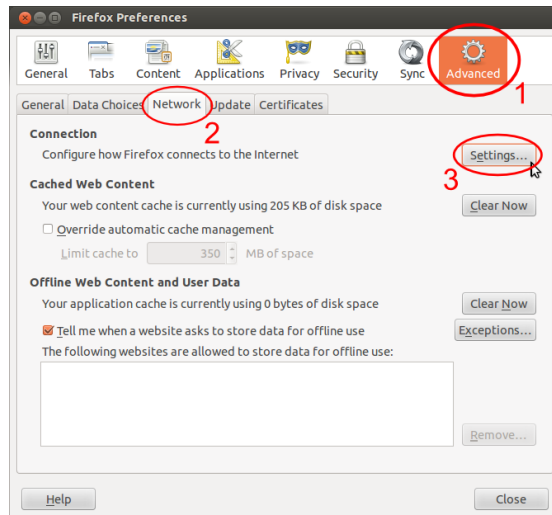 Firefox Preferences
General Tabs Content Applications Privacy Security Sync Advanced
1
General Data Choices Network Update Certificates
2
Connection
Configure how Firefox connects to the Internet Settings...
3
Cached Web Content
Your web content cache is currently using 205 KB of disk space Clear Now
Override automatic cache management
Limit cache to 350 MB of space
Offline Web Content and User Data
Your application cache is currently using 0 bytes of disk space Clear Now
Tell me when a website asks to store data for offline use Exceptions...
The following websites are allowed to store data for offline use:
Remove...
Help Close